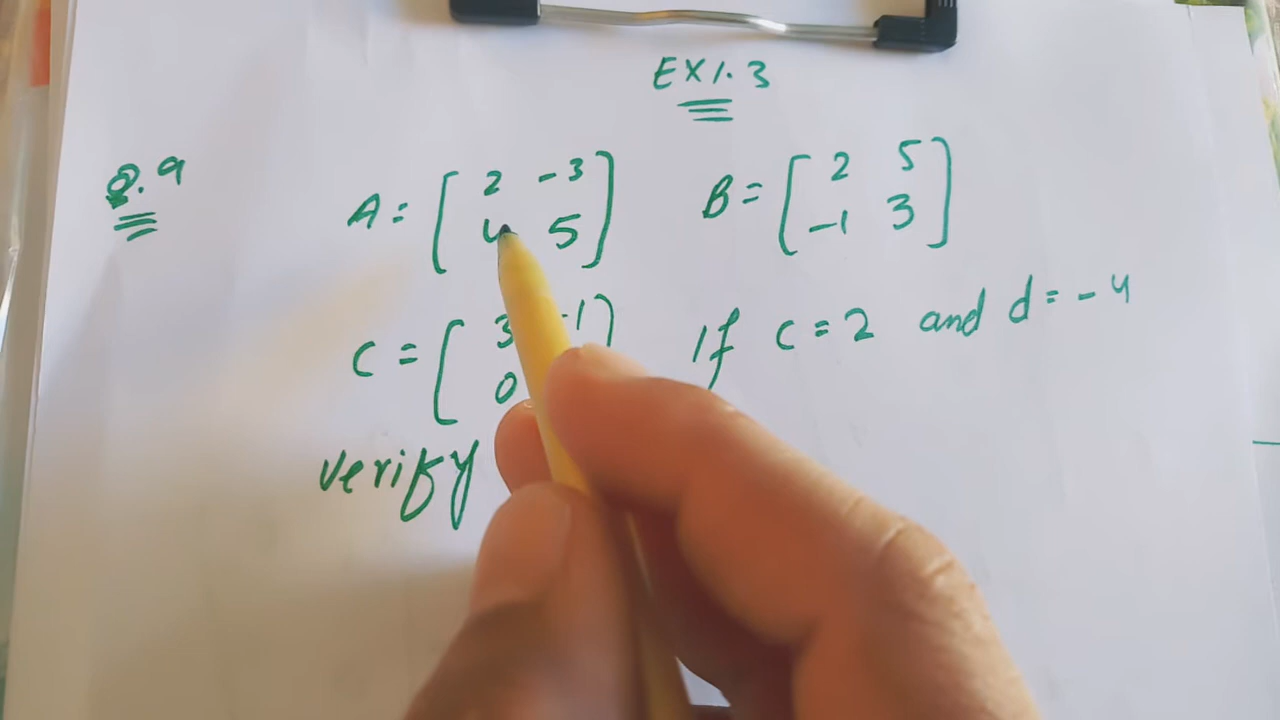 EX 1.3
Q.9
A = [ 2 -3 4 5 ] B = [ 2 5 -1 3 ]
C = [ 3 -1 0 ] If c = 2 and d = -4
verify